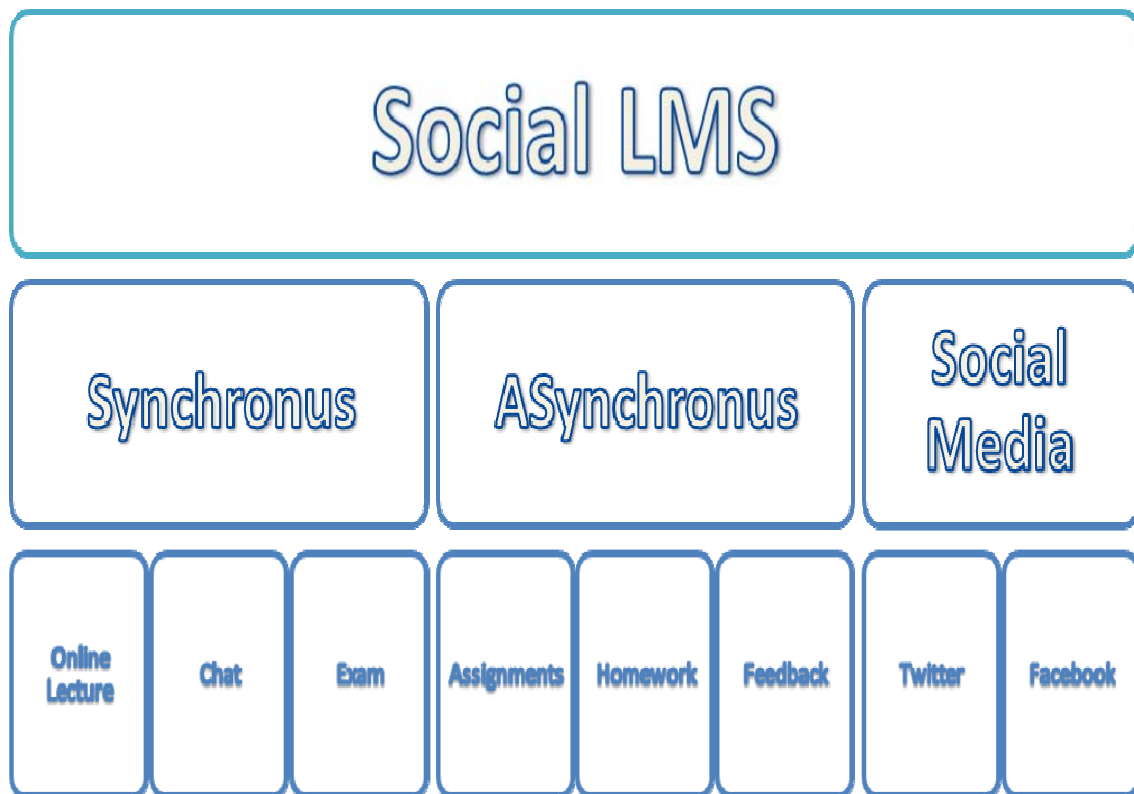 Social LMS
Synchronus
ASynchronus
Social
Media
Online
Lecture
Chat
Exam
Assignments
Homework
Feedback
Twitter
Facebook